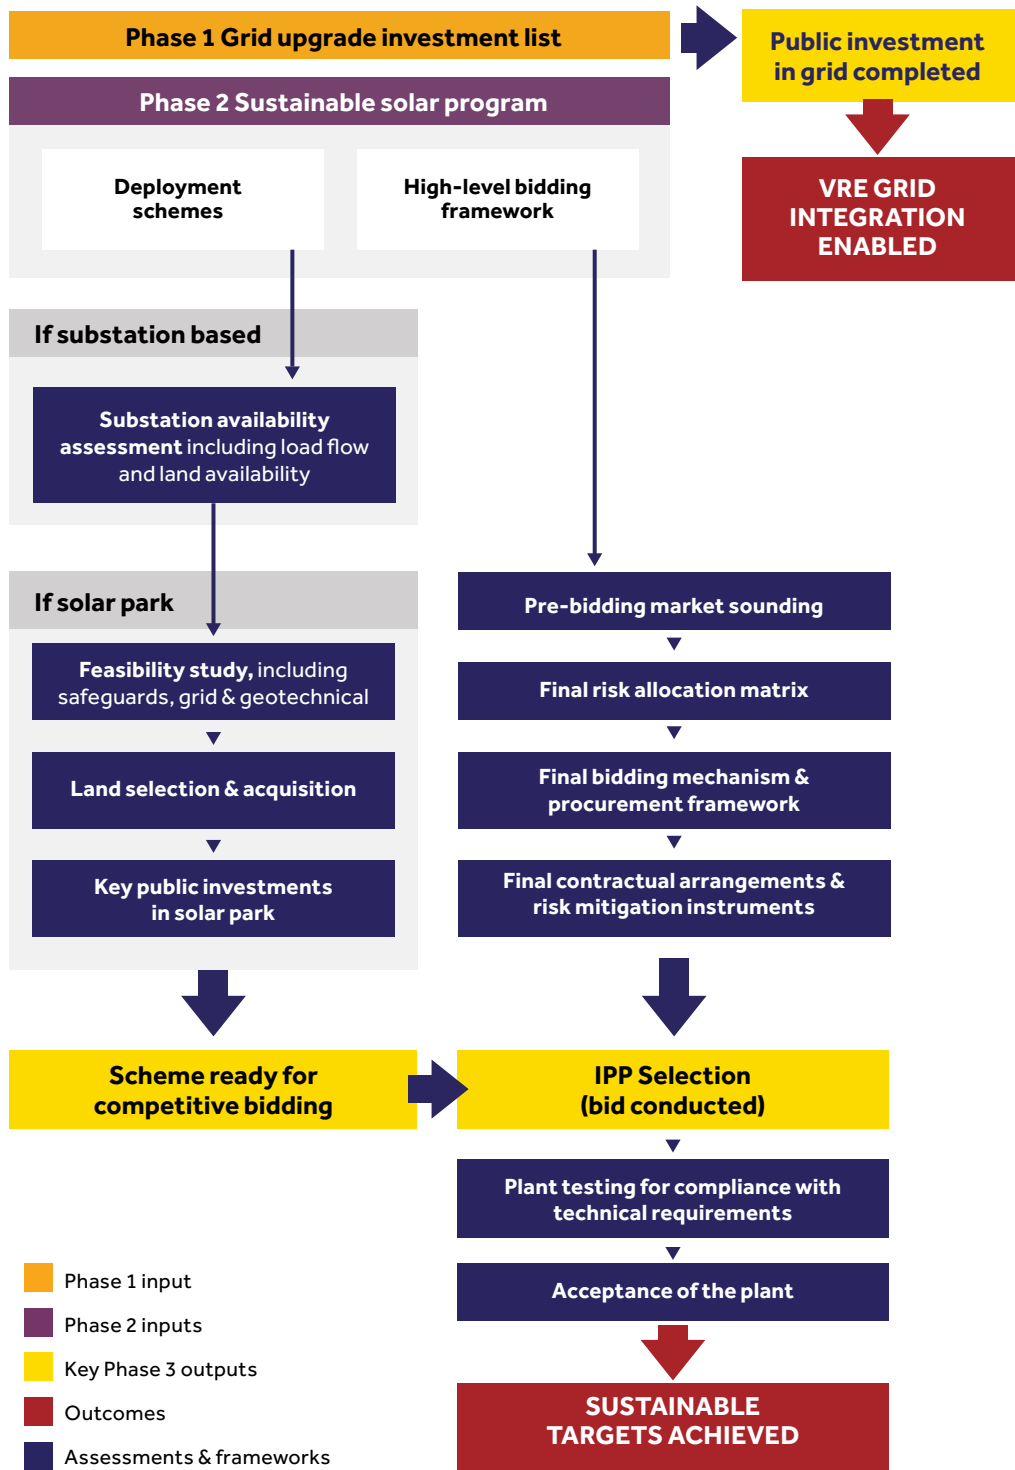 Phase 1 Grid upgrade investment list
Public investment
in grid completed
Phase 2 Sustainable solar program
Deployment
schemes
High-level bidding
framework
VRE GRID
INTEGRATION
ENABLED
If substation based
Substation availability
assessment including load flow
and land availability
If solar park
Feasibility study, including
safeguards, grid & geotechnical
Land selection & acquisition
Key public investments
in solar park
Pre-bidding market sounding
Final risk allocation matrix
Final bidding mechanism &
procurement framework
Final contractual arrangements &
risk mitigation instruments
Scheme ready for
competitive bidding
IPP Selection
(bid conducted)
Plant testing for compliance with
technical requirements
Acceptance of the plant
SUSTAINABLE
TARGETS ACHIEVED
Phase 1 input
Phase 2 inputs
Key Phase 3 outputs
Outcomes
Assessments & frameworks